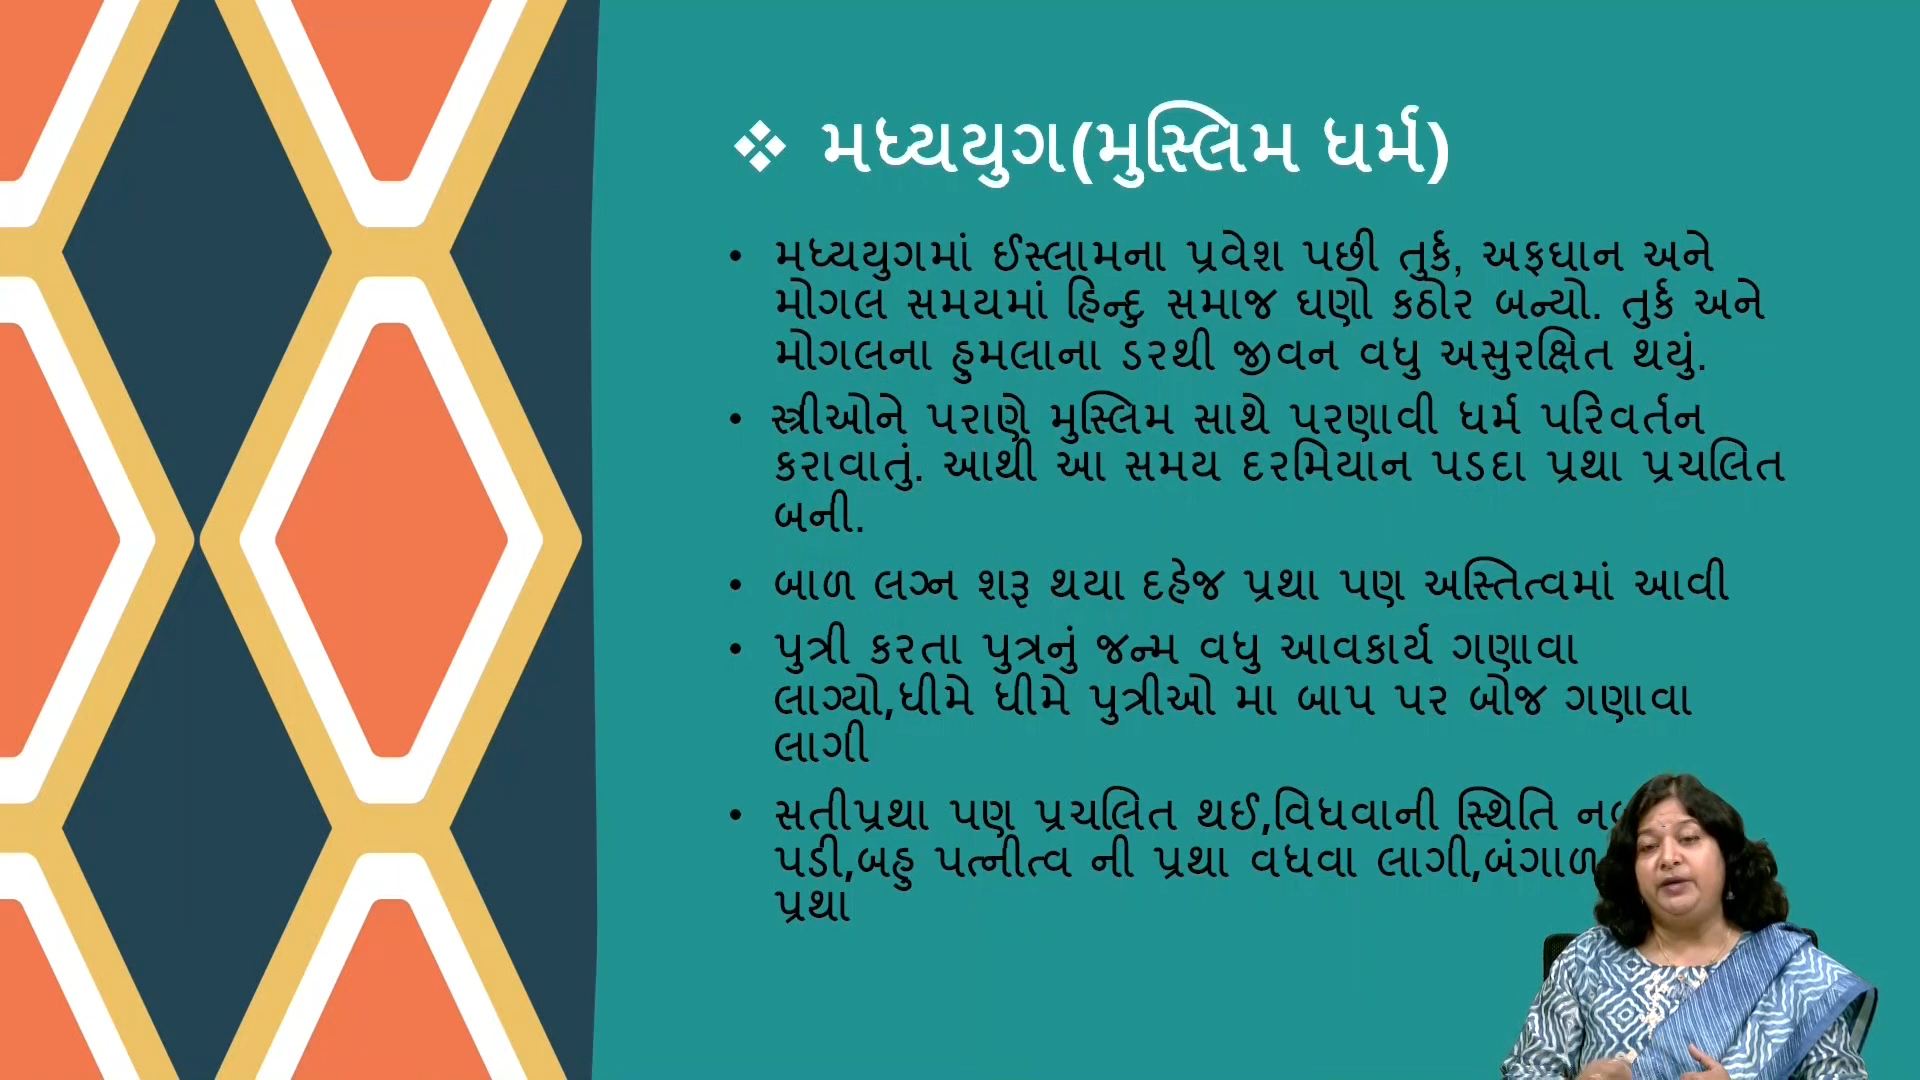 ❖ મધ્યયુગ(મુસ્લિમ ધર્મ)
• મધ્યયુગમાં ઈસ્લામના પ્રવેશ પછી તુર્ક, અફઘાન અને
મોગલ સમયમાં હિન્દુ સમાજ ઘણો કઠોર બન્યો. તુર્ક અને
મોગલના હુમલાના ડરથી જીવન વધુ અસુરક્ષિત થયું.
• સ્ત્રીઓને પરાણે મુસ્લિમ સાથે પરણાવી ધર્મ પરિવર્તન
કરાવાતું. આથી આ સમય દરમિયાન પડદા પ્રથા પ્રચલિત
બની.
• બાળ લગ્ન શરૂ થયા દહેજ પ્રથા પણ અસ્તિત્વમાં આવી
• પુત્રી કરતા પુત્રનું જન્મ વધુ આવકાર્ય ગણાવા
લાગ્યો,ધીમે ધીમે પુત્રીઓ મા બાપ પર બોજ ગણાવા
લાગી
• સતીપ્રથા પણ પ્રચલિત થઈ,વિધવાની સ્થિતિ
પડી,બહુ પત્નીત્વ ની પ્રથા વધવા લાગી,બંગાળ
પ્રથા